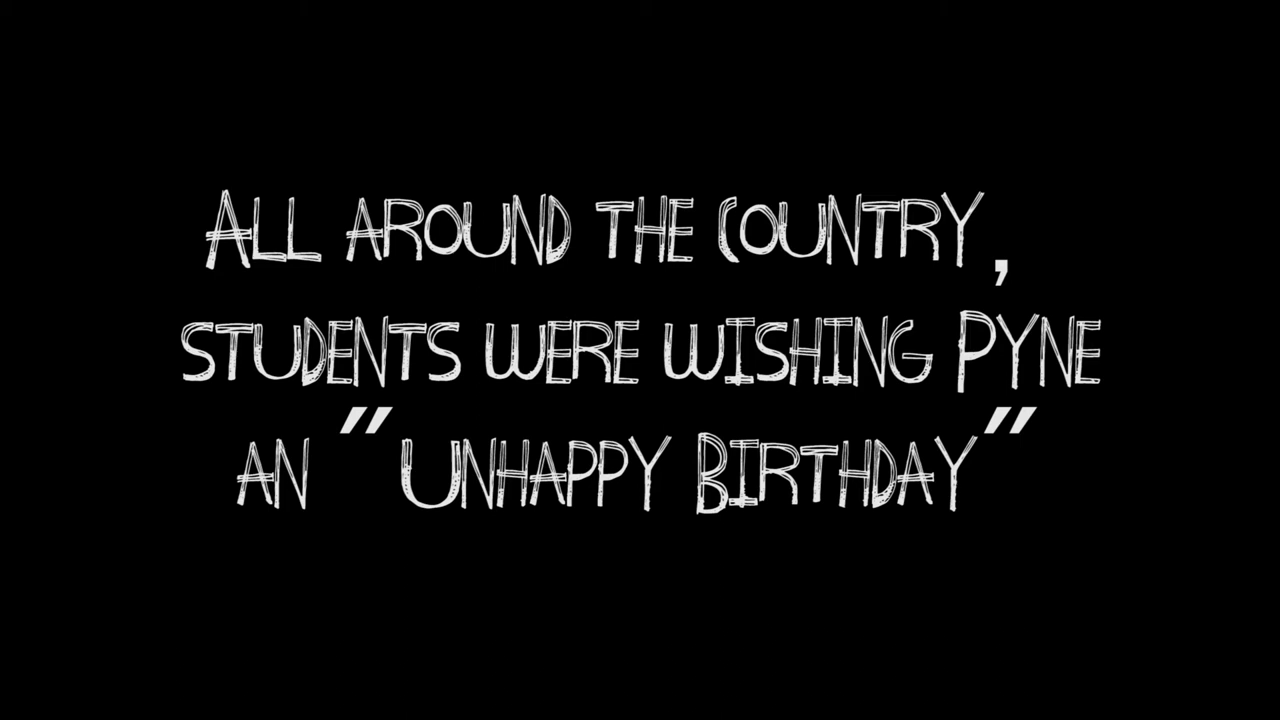 All around the country,
students were wishing Pyne
an "Unhappy Birthday"